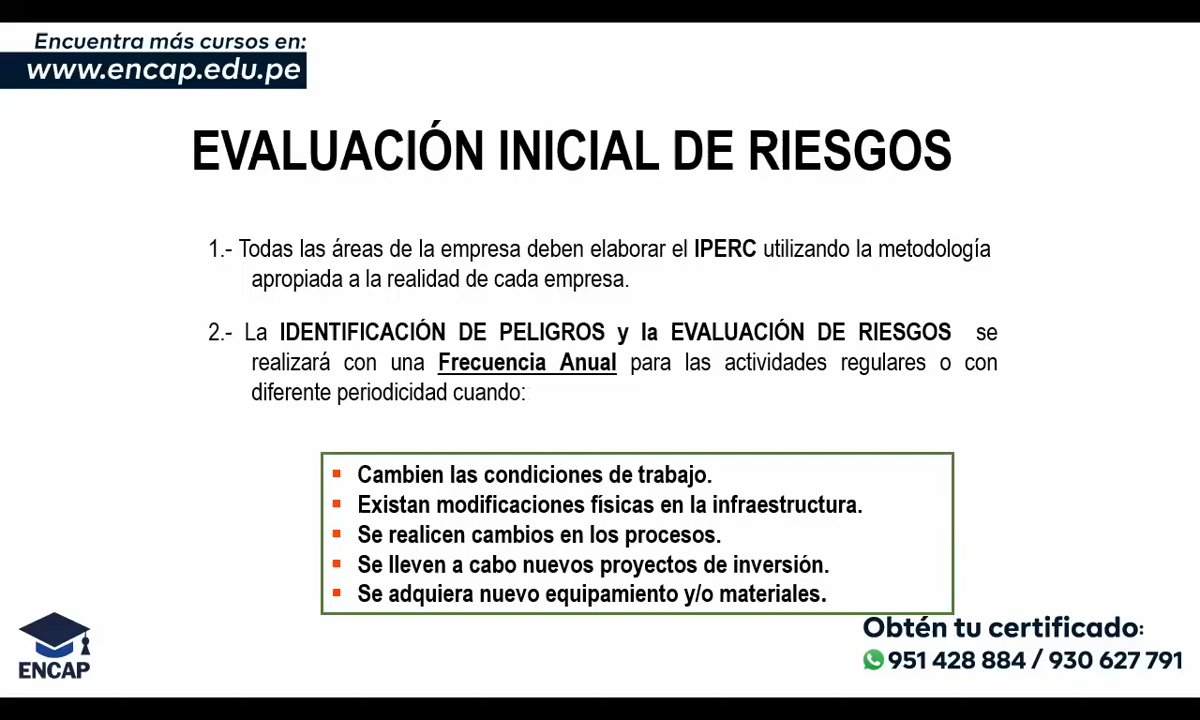 Encuentra más cursos en:
www.encap.edu.pe
EVALUACIÓN INICIAL DE RIESGOS
1.- Todas las áreas de la empresa deben elaborar el IPERC utilizando la metodología
apropiada a la realidad de cada empresa.
2.- La IDENTIFICACIÓN DE PELIGROS y la EVALUACIÓN DE RIESGOS se
realizará con una Frecuencia Anual para las actividades regulares o con
diferente periodicidad cuando:
▪ Cambien las condiciones de trabajo.
▪ Existan modificaciones físicas en la infraestructura.
▪ Se realicen cambios en los procesos.
▪ Se lleven a cabo nuevos proyectos de inversión.
▪ Se adquiera nuevo equipamiento y/o materiales.
ENCAP
Obtén tu certificado:
951 428 884 / 930 627 791